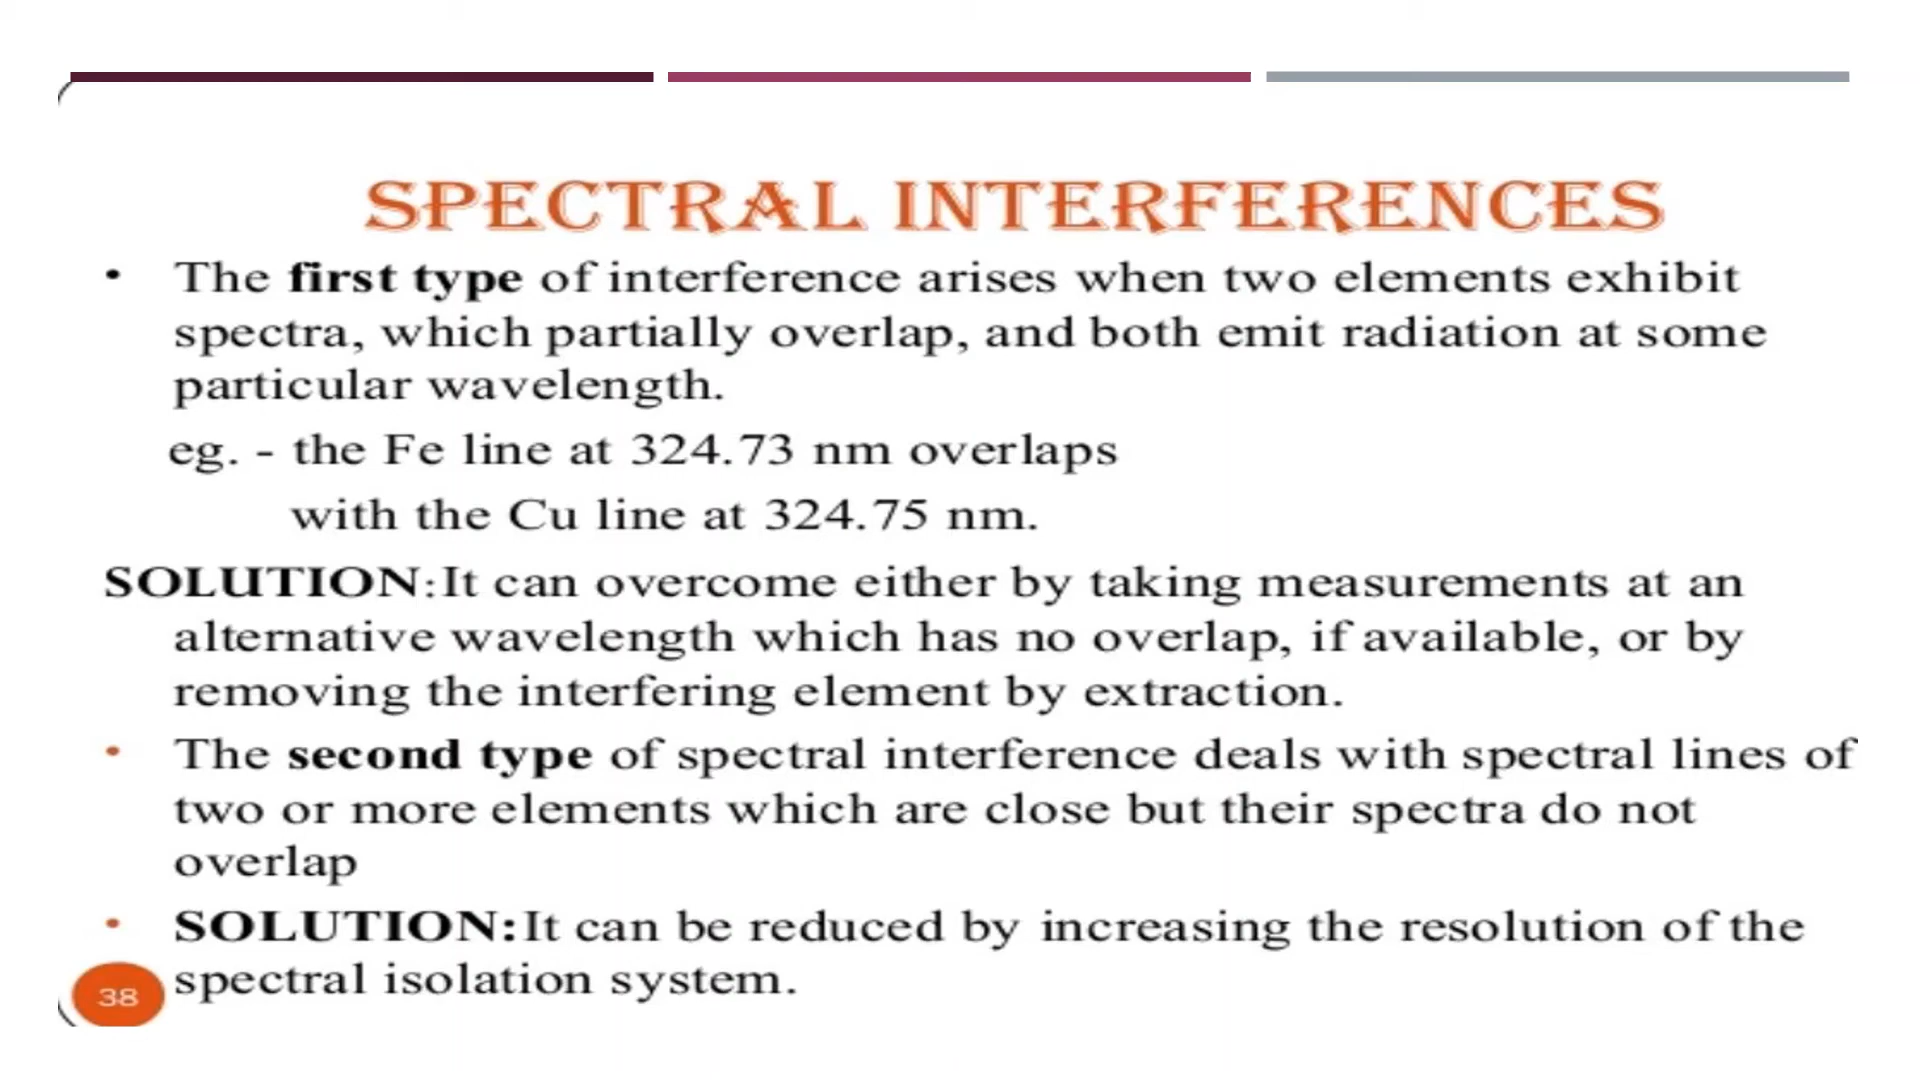 SPECTRAL INTERFERENCES
• The first type of interference arises when two elements exhibit
spectra, which partially overlap, and both emit radiation at some
particular wavelength.
eg. - the Fe line at 324.73 nm overlaps
with the Cu line at 324.75 nm.
SOLUTION:It can overcome either by taking measurements at an
alternative wavelength which has no overlap, if available, or by
removing the interfering element by extraction.
• The second type of spectral interference deals with spectral lines of
two or more elements which are close but their spectra do not
overlap
• SOLUTION:It can be reduced by increasing the resolution of the
spectral isolation system.
38